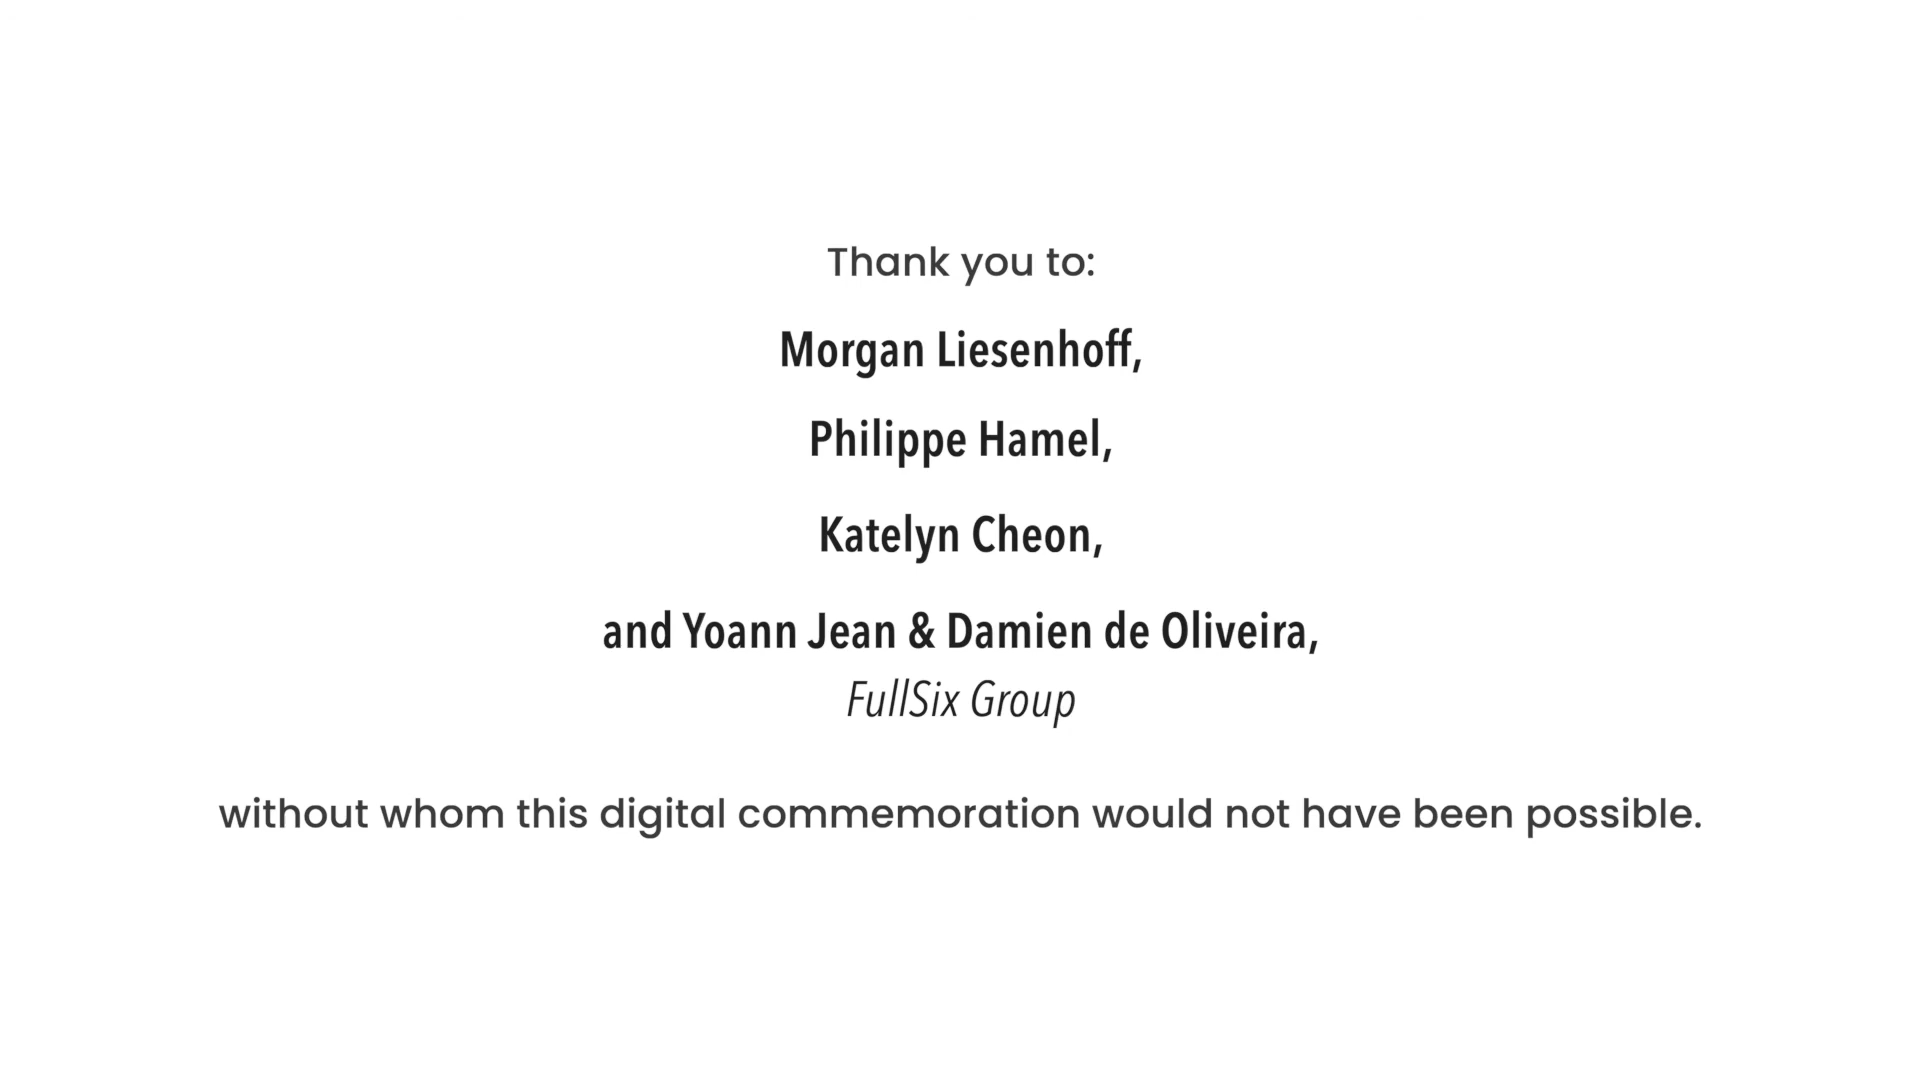 Thank you to:
Morgan Liesenhoff,
Philippe Hamel,
Katelyn Cheon,
and Yoann Jean & Damien de Oliveira,
FullSix Group
without whom this digital commemoration would not have been possible.